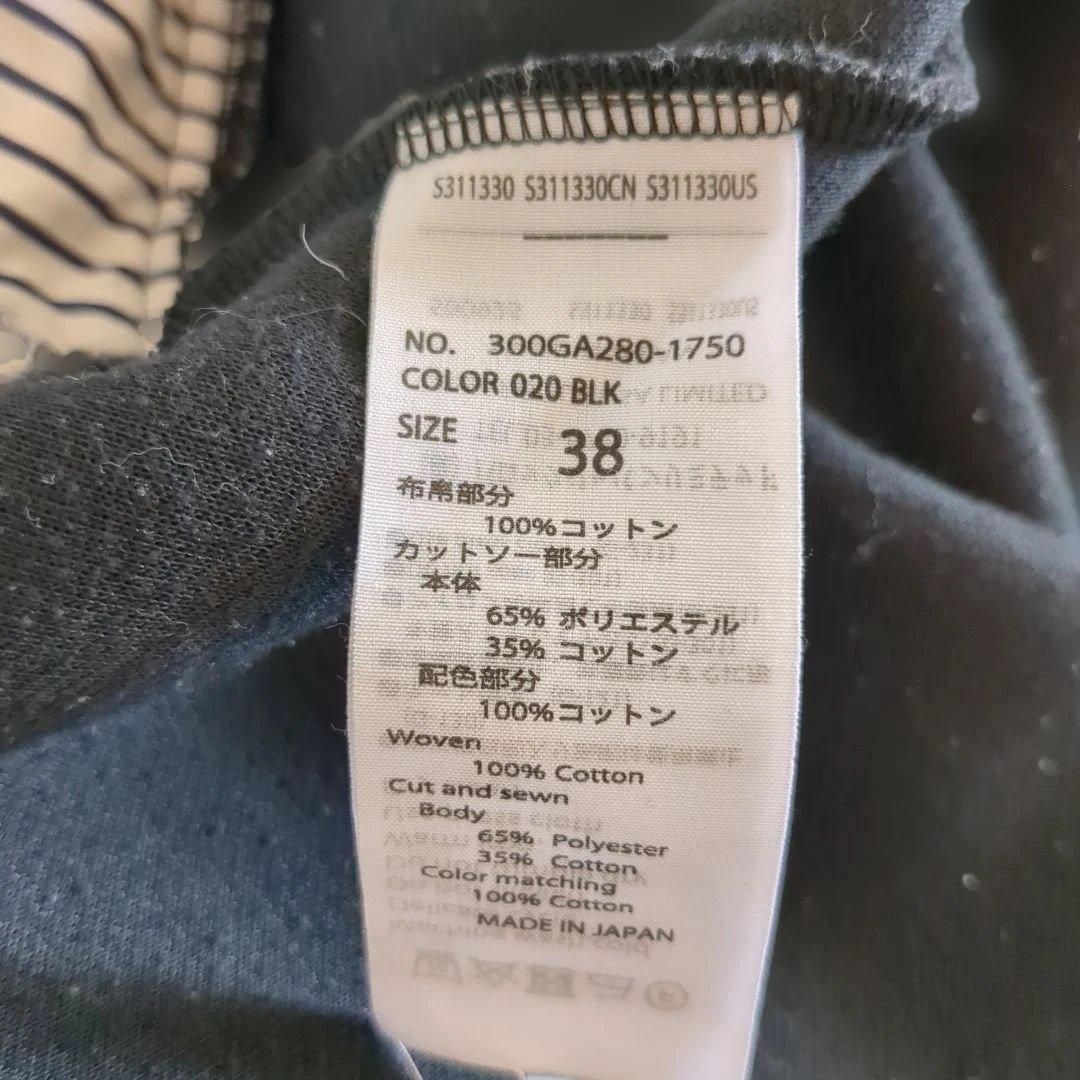 S311330 S311330CN S311330US
NO. 300GA280-1750
COLOR 020 BLK
SIZE 38
布帛部分
100%コットン
カットソー部分
本体
65% ポリエステル
35% コットン
配色部分
100%コットン
Woven
100% Cotton
Cut and sewn
Body
65% Polyester
35% Cotton
Color matching
100% Cotton
MADE IN JAPAN